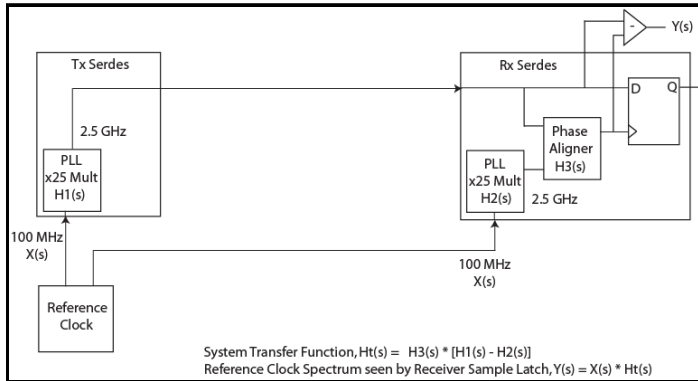 Y(s)
-
Tx Serdes
Rx Serdes
D
Q
2.5 GHz
Phase
Aligner
H3(s)
PLL
x25 Mult
H1(s)
PLL
x25 Mult
H2(s)
2.5 GHz
100 MHz
X(s)
100 MHz
X(s)
Reference
Clock
System Transfer Function, Ht(s) = H3(s) * [H1(s) - H2(s)]
Reference Clock Spectrum seen by Receiver Sample Latch, Y(s) = X(s) * Ht(s)